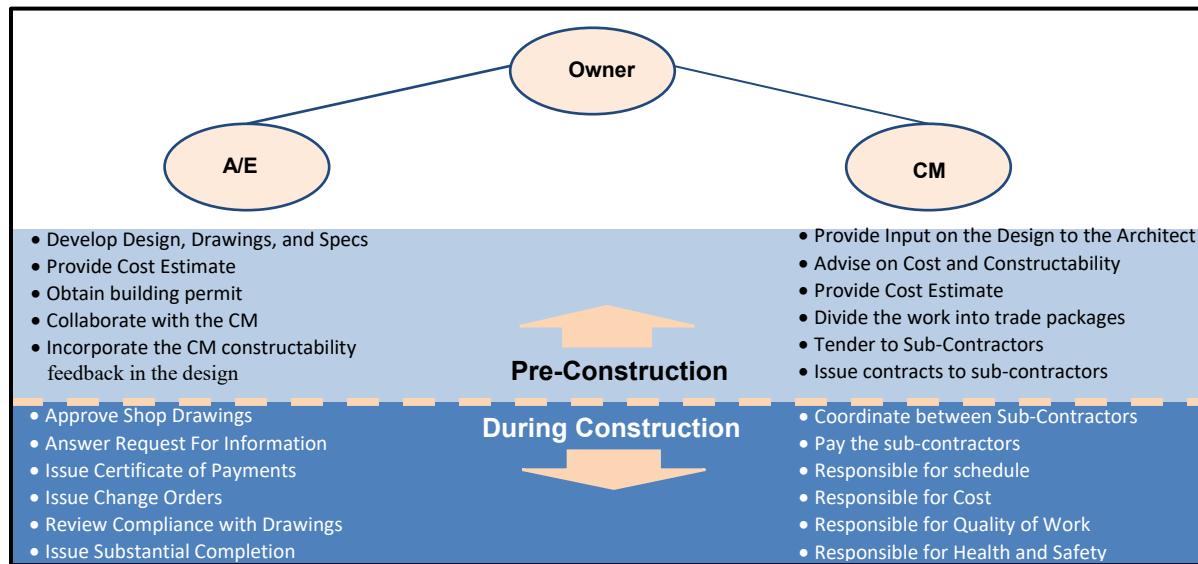 Owner
A/E
CM
• Develop Design, Drawings, and Specs
• Provide Cost Estimate
• Obtain building permit
• Collaborate with the CM
• Incorporate the CM constructability
feedback in the design
• Provide Input on the Design to the Architect
• Advise on Cost and Constructability
• Provide Cost Estimate
• Divide the work into trade packages
• Tender to Sub-Contractors
• Issue contracts to sub-contractors
Pre-Construction
During Construction
• Approve Shop Drawings
• Answer Request For Information
• Issue Certificate of Payments
• Issue Change Orders
• Review Compliance with Drawings
• Issue Substantial Completion
• Coordinate between Sub-Contractors
• Pay the sub-contractors
• Responsible for schedule
• Responsible for Cost
• Responsible for Quality of Work
• Responsible for Health and Safety